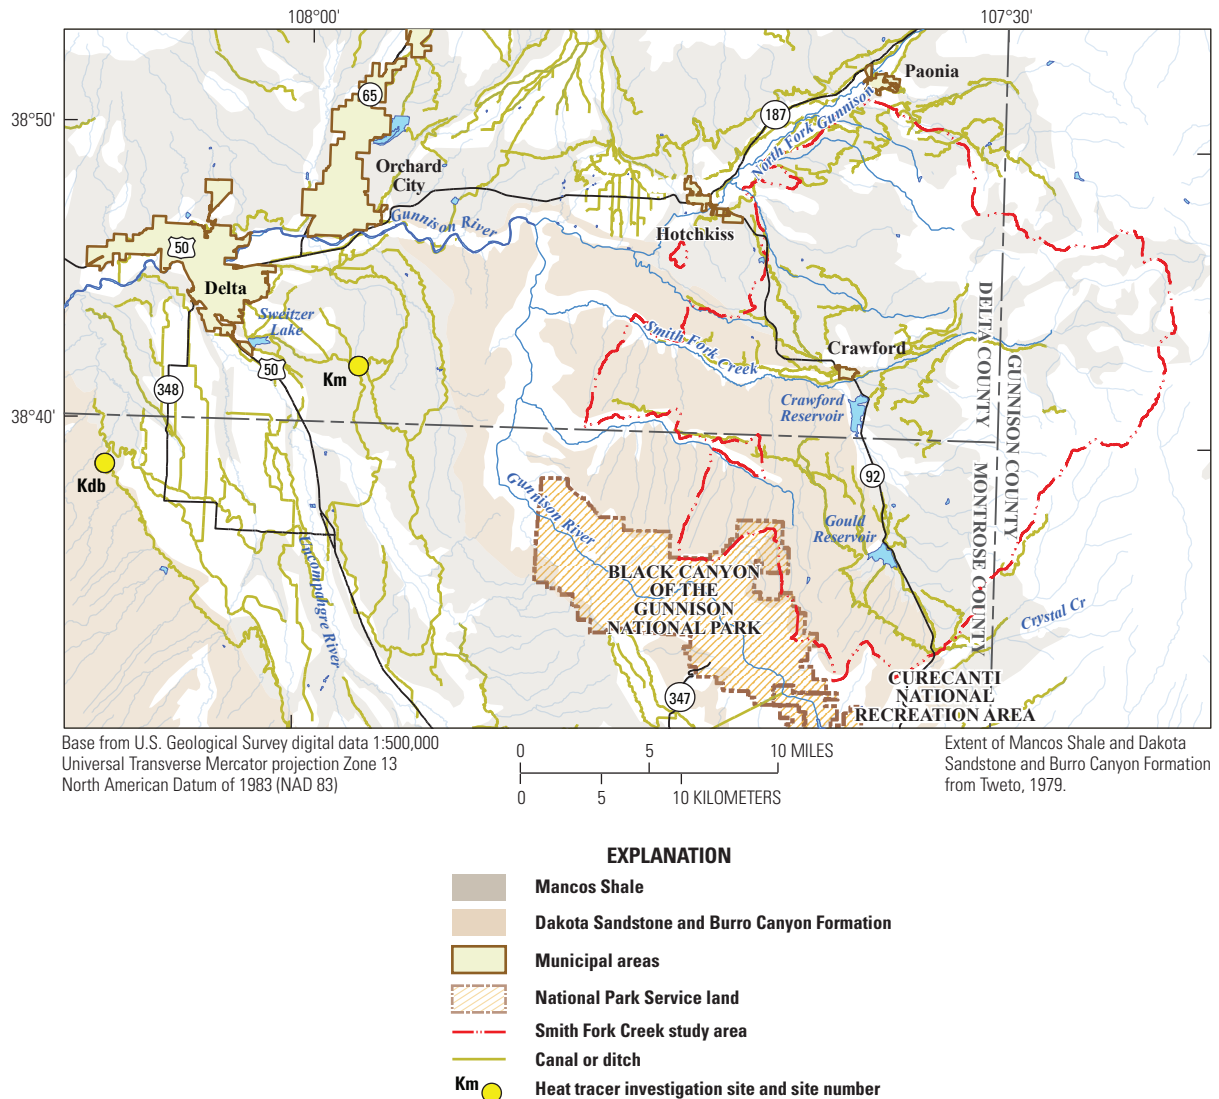 108°00'
107°30'
38°50'
38°40'
65
187
Paonia
North Fork Gunnison
Orchard
City
Gunnison River
Hotchkiss
50
Delta
Sweitzer
Lake
50
Km
348
Kdb
Smith Fork
Creek
Crawford
Crawford
Reservoir
DELTA COUNTY
GUNNISON COUNTY
MONTROSE COUNTY
92
Gould
Reservoir
Gunnison
River
Uncompahgre River
BLACK CANYON
OF THE
GUNNISON
NATIONAL PARK
Crystal Cr
347
CURECANTI
NATIONAL
RECREATION AREA
Base from U.S. Geological Survey digital data 1:500,000
Universal Transverse Mercator projection Zone 13
North American Datum of 1983 (NAD 83)
0 5 10 MILES
0 5 10 KILOMETERS
Extent of Mancos Shale and Dakota
Sandstone and Burro Canyon Formation
from Tweto, 1979.
EXPLANATION
Mancos Shale
Dakota Sandstone and Burro Canyon Formation
Municipal areas
National Park Service land
Smith Fork Creek study area
Canal or ditch
Km Heat tracer investigation site and site number